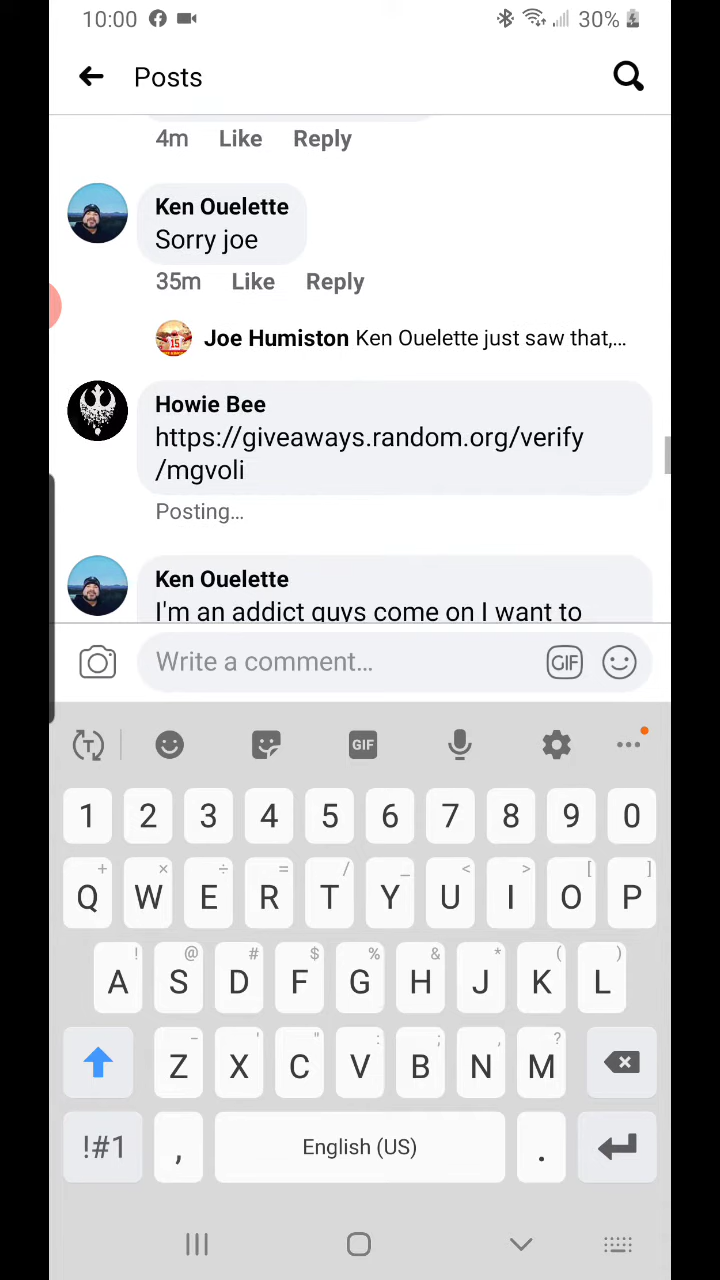 10:00 30%
Posts
4m Like Reply
Ken Ouelette
Sorry joe
35m Like Reply
Joe Humiston Ken Ouelette just saw that,...
Howie Bee
https://giveaways.random.org/verify
/mgvoli
Posting...
Ken Ouelette
I'm an addict guys come on I want to
Write a comment... GIF
T GIF
1 2 3 4 5 6 7 8 9 0
+ × ÷ = / _ < > [ ]
Q W E R T Y U I O P
! @ # $ % & * ( )
A S D F G H J K L
- ' " : ; , ?
Z X C V B N M
!#1 , English (US) .